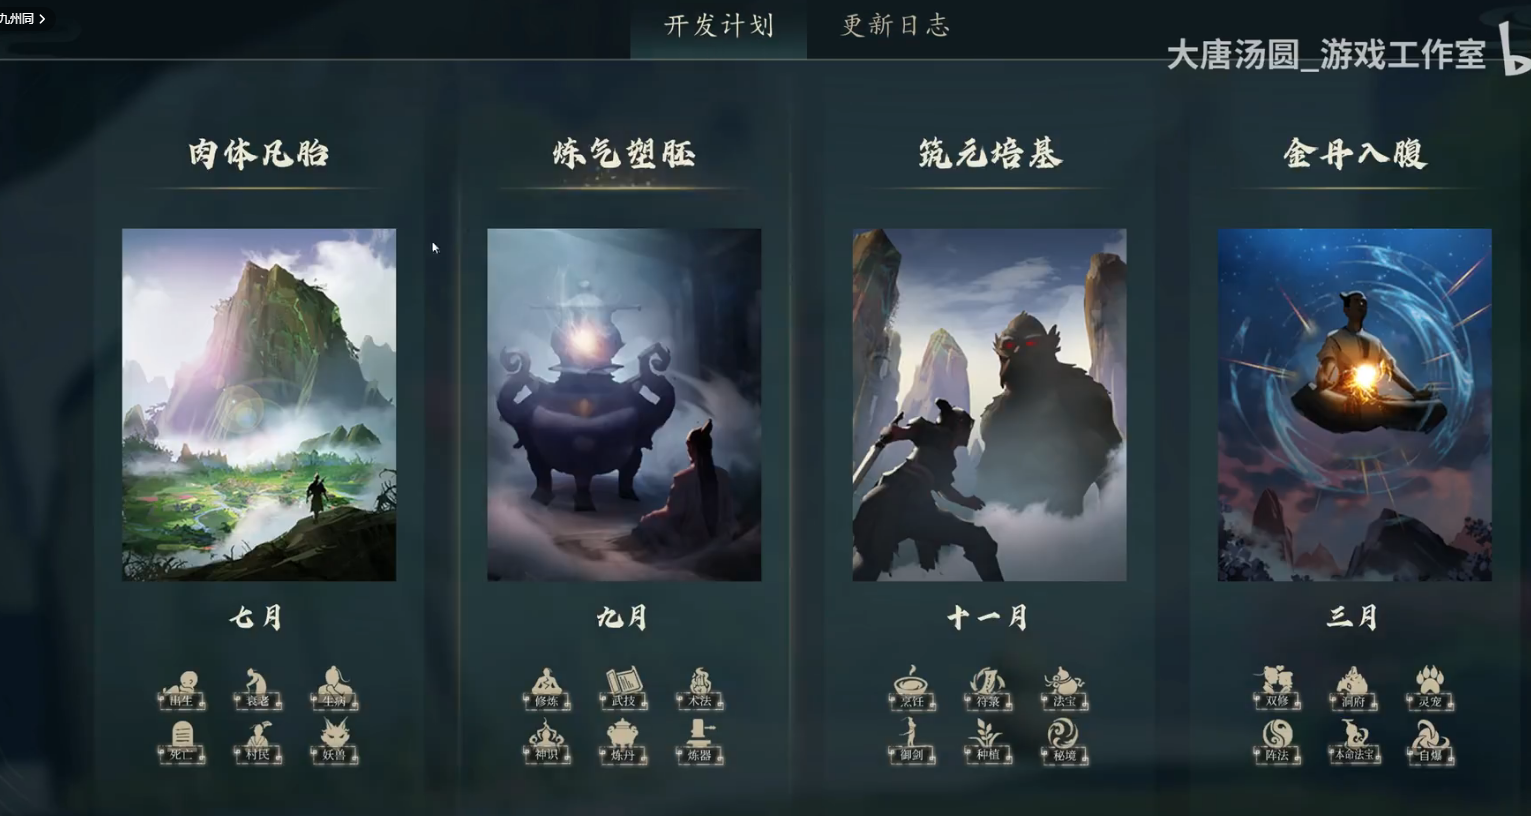 九州同
开发计划 更新日志
大唐汤圆_游戏工作室
肉体凡胎
炼气塑胚
筑元培基
金丹入腹
七月
九月
十一月
三月
出生 衰老 生病
死亡 村民 妖兽
修炼 武技 术法
神识 炼丹 炼器
烹饪 符箓 法宝
御剑 种植 秘境
双修 洞府 灵宠
阵法 本命法宝 自爆